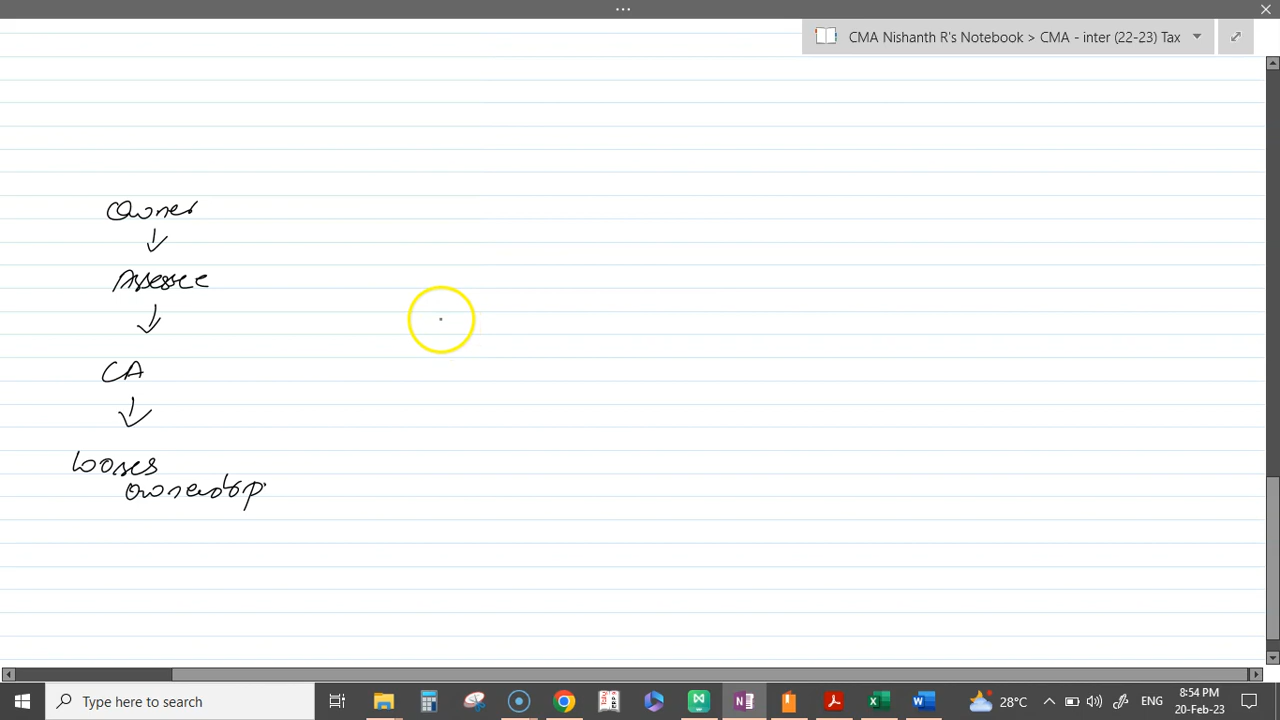 CMA Nishanth R's Notebook > CMA - inter (22-23) Tax
Owner
Assessee
CA
Looses
ownership
Type here to search
28°C
ENG
8:54 PM
20-Feb-23